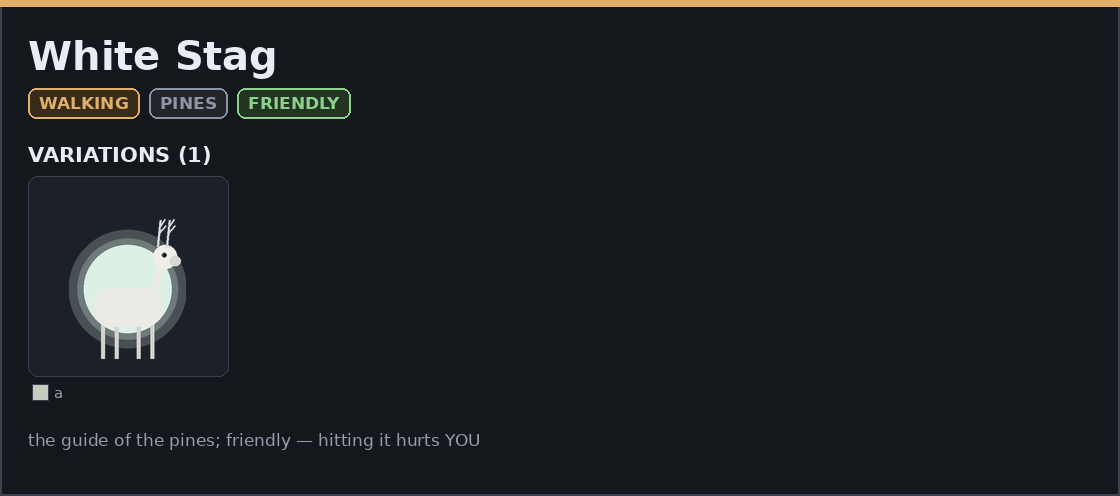 White Stag
WALKING PINES FRIENDLY
VARIATIONS (1)
a
the guide of the pines; friendly — hitting it hurts YOU